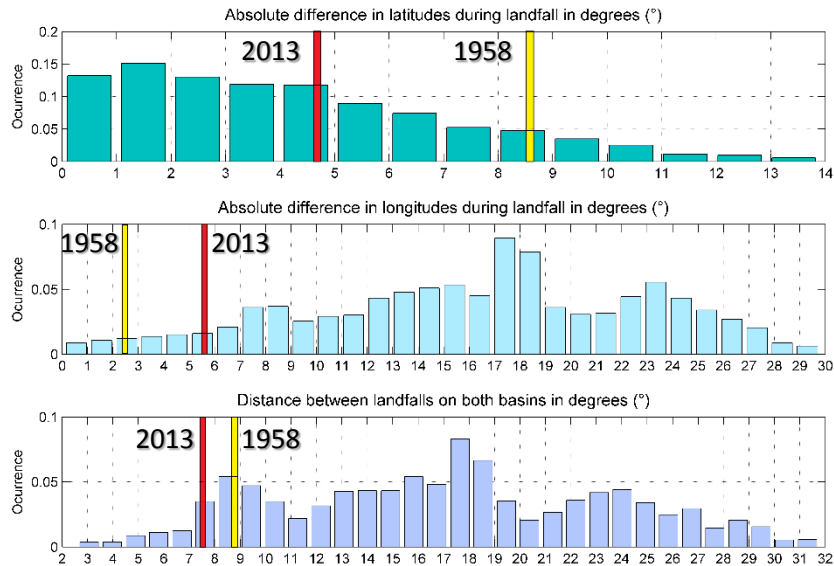 Absolute difference in latitudes during landfall in degrees (°)
0.2
0.15
0.1
0.05
0
Ocurrence
2013
1958
0 1 2 3 4 5 6 7 8 9 10 11 12 13 14
Absolute difference in longitudes during landfall in degrees (°)
0.1
0.05
0
Ocurrence
1958
2013
0 1 2 3 4 5 6 7 8 9 10 11 12 13 14 15 16 17 18 19 20 21 22 23 24 25 26 27 28 29 30
Distance between landfalls on both basins in degrees (°)
0.1
0.05
0
Ocurrence
2013
1958
2 3 4 5 6 7 8 9 10 11 12 13 14 15 16 17 18 19 20 21 22 23 24 25 26 27 28 29 30 31 32